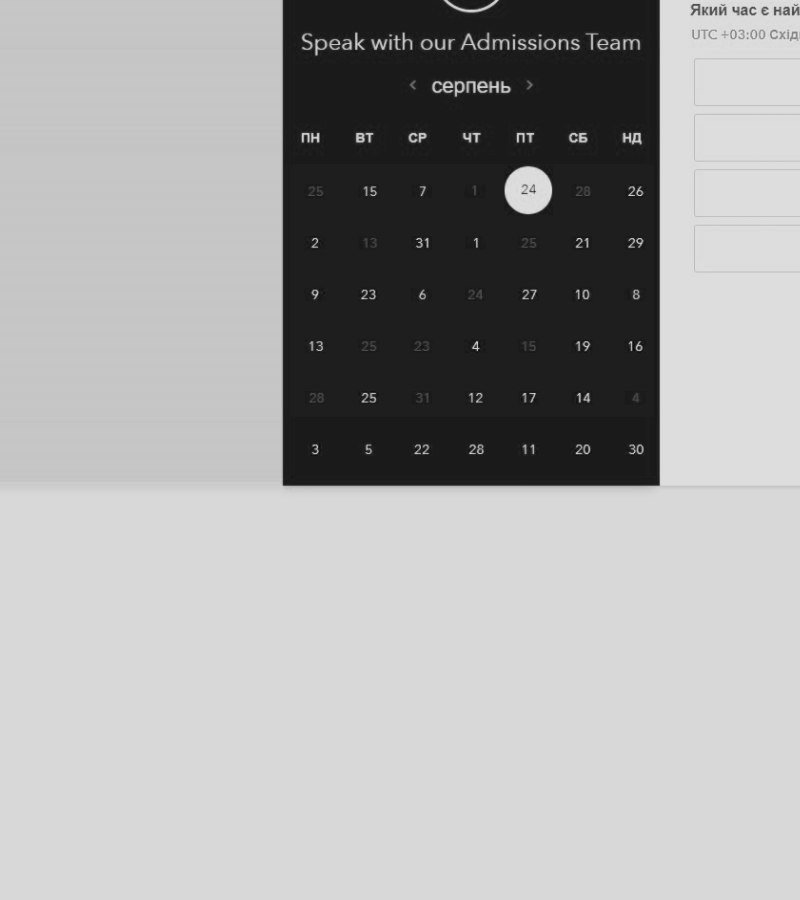 Speak with our Admissions Team
‹ серпень ›
ПН ВТ СР ЧТ ПТ СБ НД
25 15 7 1 24 28 26
2 13 31 1 25 21 29
9 23 6 24 27 10 8
13 25 23 4 15 19 16
28 25 31 12 17 14 4
3 5 22 28 11 20 30
Який час є най
UTC +03:00 Схід